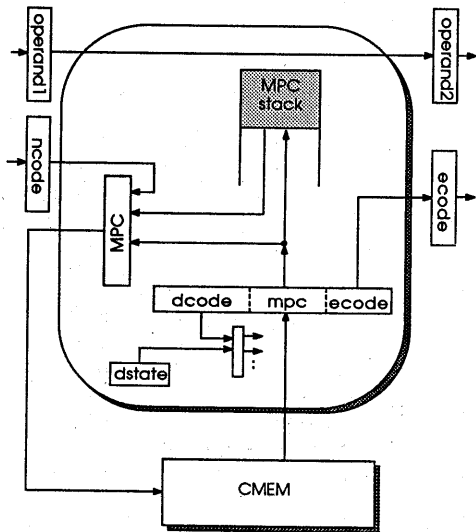 operand1
operand2
MPC
stack
ncode
ecode
MPC
dcode
mpc
ecode
dstate
CMEM